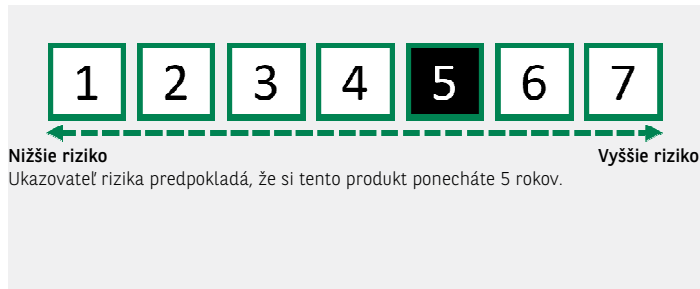 1 2 3 4 5 6 7
Nižšie riziko Vyššie riziko
Ukazovateľ rizika predpokladá, že si tento produkt ponecháte 5 rokov.